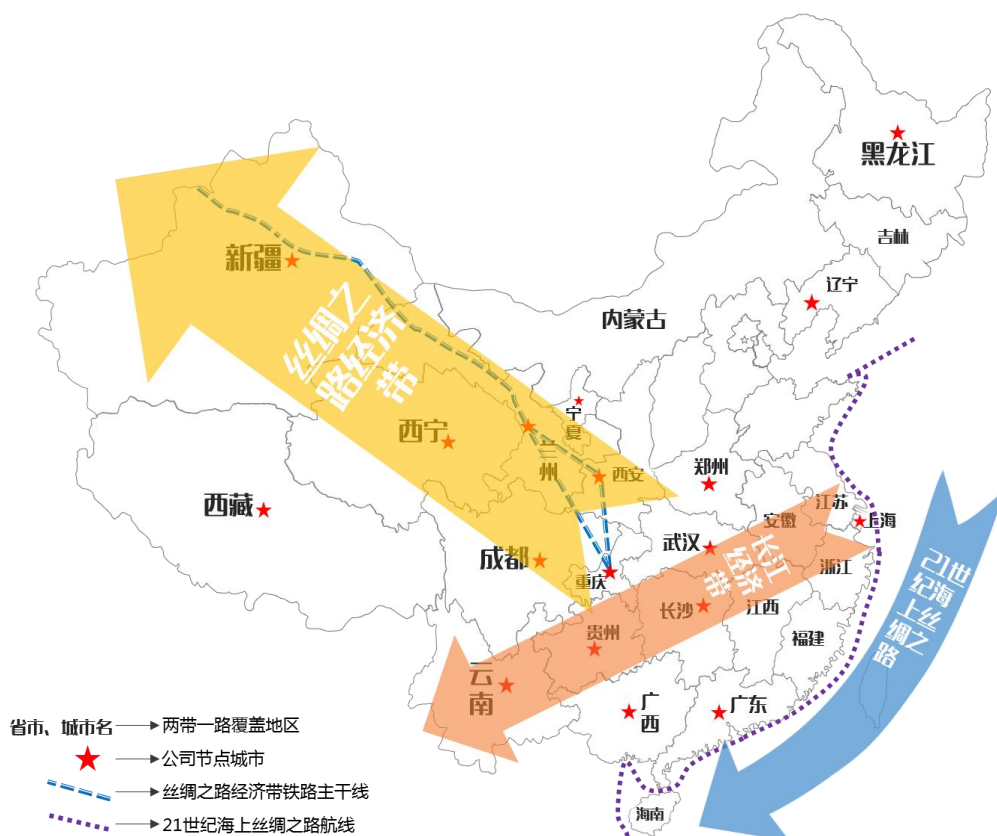 黑龙江
吉林
新疆
辽宁
内蒙古
丝绸之
路经济
带
宁
夏
西宁
兰
州
西安
郑州
西藏
江苏
安徽
上海
武汉
长江
经济
带
成都
重庆
浙江
21世
纪海
上丝
绸之
路
长沙
江西
贵州
福建
云
南
广
西
广东
海南
省市、城市名 两带一路覆盖地区
公司节点城市
丝绸之路经济带铁路主干线
21世纪海上丝绸之路航线